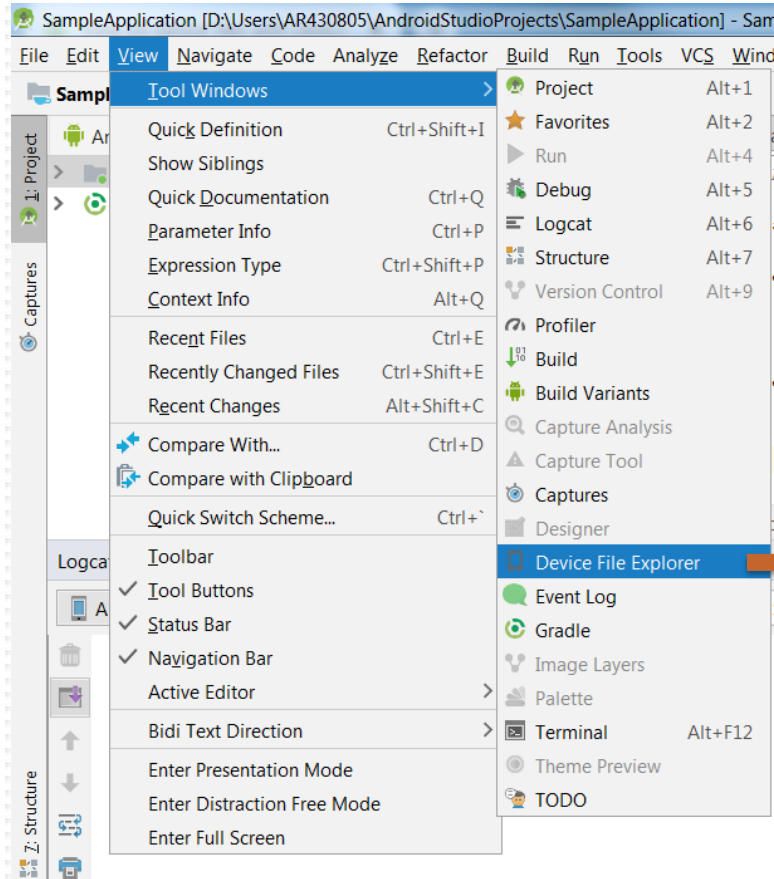 SampleApplication [D:\Users\AR430805\AndroidStudioProjects\SampleApplication] - Sam
File Edit View Navigate Code Analyze Refactor Build Run Tools VCS Wind
Sampl
1: Project
Captures
7: Structure
Ar
Logca
A
Tool Windows
Quick Definition Ctrl+Shift+I
Show Siblings
Quick Documentation Ctrl+Q
Parameter Info Ctrl+P
Expression Type Ctrl+Shift+P
Context Info Alt+Q
Recent Files Ctrl+E
Recently Changed Files Ctrl+Shift+E
Recent Changes Alt+Shift+C
Compare With... Ctrl+D
Compare with Clipboard
Quick Switch Scheme... Ctrl+`
Toolbar
Tool Buttons
Status Bar
Navigation Bar
Active Editor
Bidi Text Direction
Enter Presentation Mode
Enter Distraction Free Mode
Enter Full Screen
Project Alt+1
Favorites Alt+2
Run Alt+4
Debug Alt+5
Logcat Alt+6
Structure Alt+7
Version Control Alt+9
Profiler
Build
Build Variants
Capture Analysis
Capture Tool
Captures
Designer
Device File Explorer
Event Log
Gradle
Image Layers
Palette
Terminal Alt+F12
Theme Preview
TODO